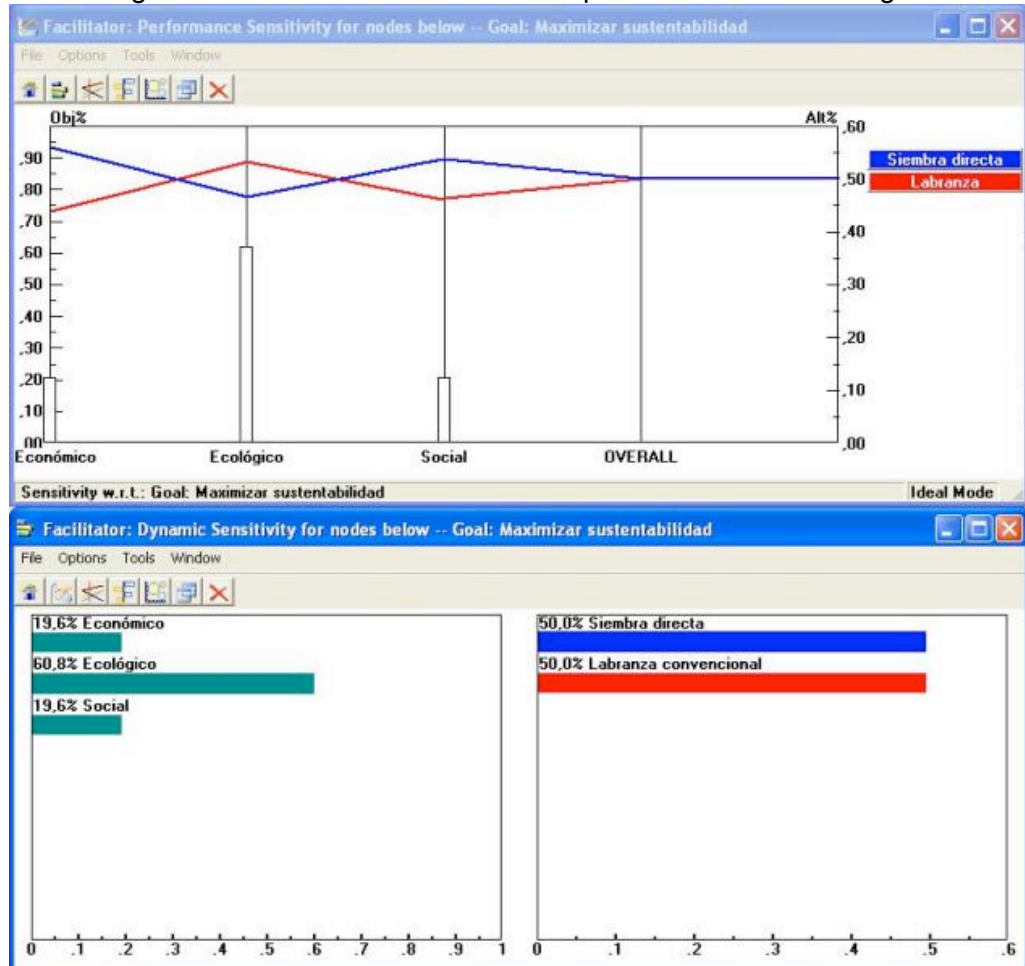 Facilitator: Performance Sensitivity for nodes below -- Goal: Maximizar sustentabilidad
File Options Tools Window
Obj%
Alt%
,90
,80
,70
,60
,50
,40
,30
,20
,10
,00
,60
,50
,40
,30
,20
,10
,00
Siembra directa
Labranza
Económico Ecológico Social OVERALL
Sensitivity w.r.t.: Goal: Maximizar sustentabilidad Ideal Mode
Facilitator: Dynamic Sensitivity for nodes below -- Goal: Maximizar sustentabilidad
File Options Tools Window
19,6% Económico
60,8% Ecológico
19,6% Social
0 .1 .2 .3 .4 .5 .6 .7 .8 .9 1
50,0% Siembra directa
50,0% Labranza convencional
0 .1 .2 .3 .4 .5 .6